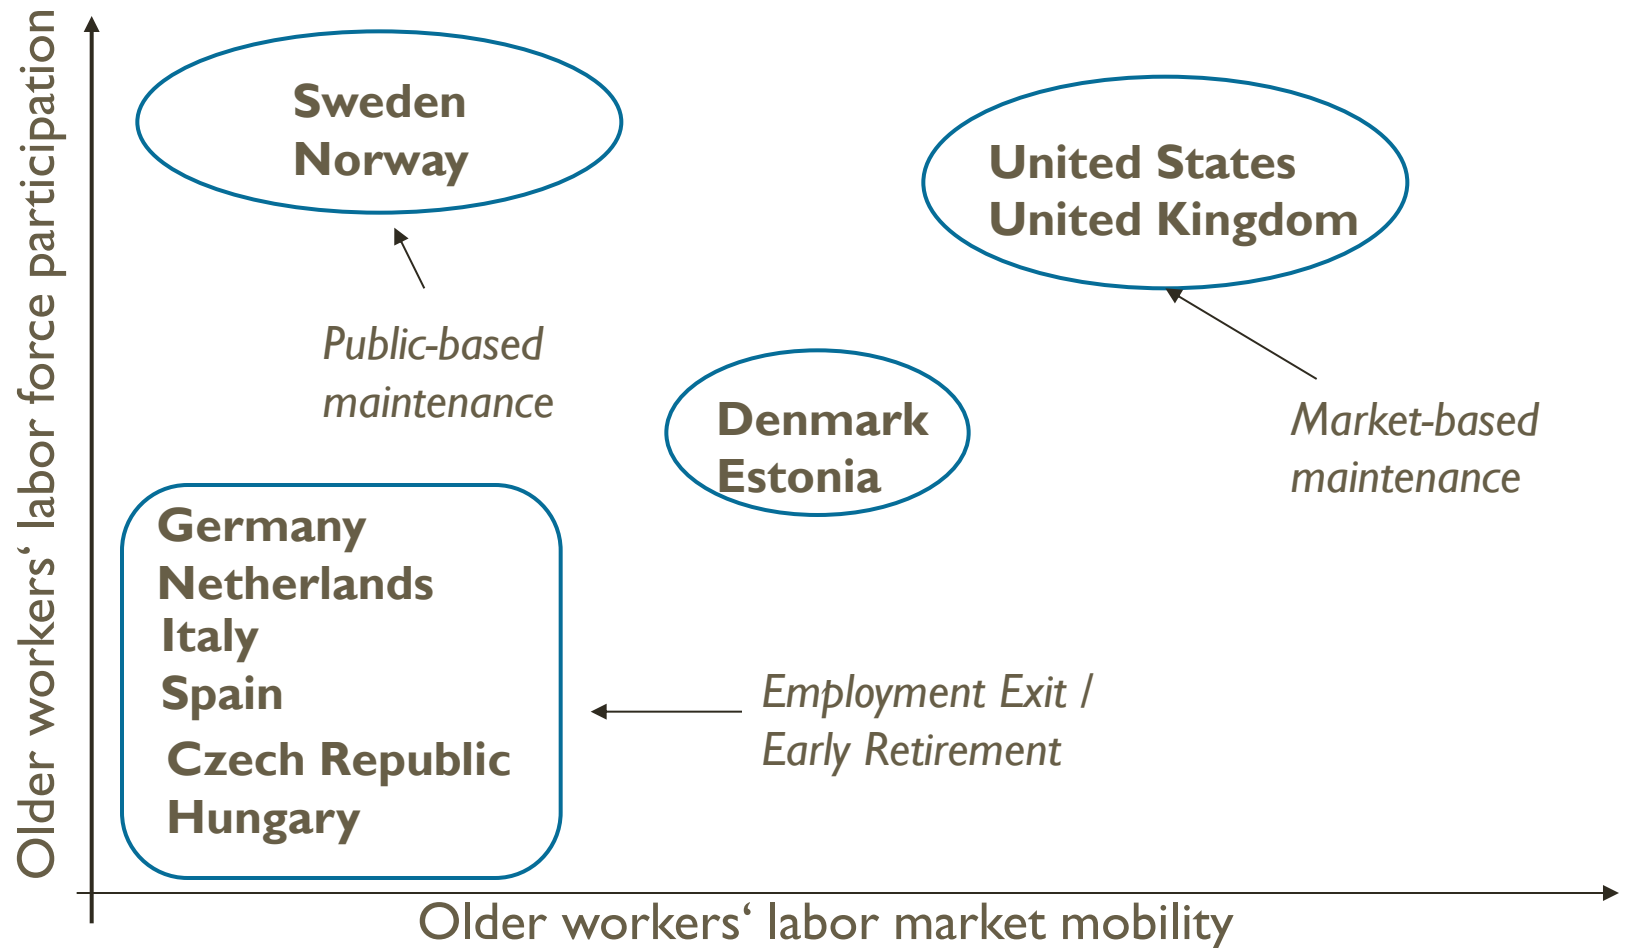 Older workers‘ labor force participation
Sweden
Norway
United States
United Kingdom
Public-based
maintenance
Denmark
Estonia
Market-based
maintenance
Germany
Netherlands
Italy
Spain
Czech Republic
Hungary
Employment Exit /
Early Retirement
Older workers‘ labor market mobility